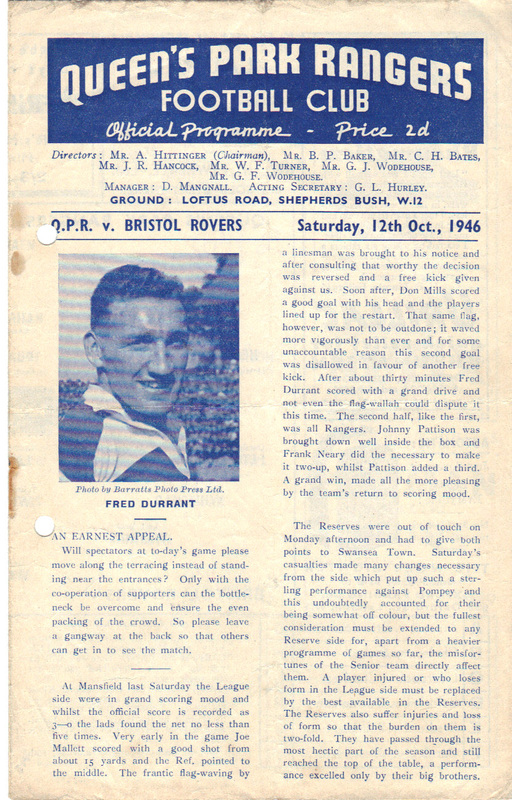 QUEEN'S PARK RANGERS
FOOTBALL CLUB
Official Programme - Price 2d
Directors: MR. A. HITTINGER (Chairman), MR. B. P. BAKER, MR. C. H. BATES,
MR. J. R. HANCOCK, MR. W. F. TURNER, MR. G. J. WODEHOUSE,
MR. G. F. WODEHOUSE.
MANAGER: D. MANGNALL. ACTING SECRETARY: G. L. HURLEY.
GROUND: LOFTUS ROAD, SHEPHERDS BUSH, W.12
Q.P.R. v. BRISTOL ROVERS Saturday, 12th Oct., 1946
Photo by Barratts Photo Press Ltd.
FRED DURRANT
AN EARNEST APPEAL.
Will spectators at to-day's game please
move along the terracing instead of stand-
ing near the entrances? Only with the
co-operation of supporters can the bottle-
neck be overcome and ensure the even
packing of the crowd. So please leave
a gangway at the back so that others
can get in to see the match.
At Mansfield last Saturday the League
side were in grand scoring mood and
whilst the official score is recorded as
3—0 the lads found the net no less than
five times. Very early in the game Joe
Mallett scored with a good shot from
about 15 yards and the Ref. pointed to
the middle. The frantic flag-waving by
a linesman was brought to his notice and
after consulting that worthy the decision
was reversed and a free kick given
against us. Soon after, Don Mills scored
a good goal with his head and the players
lined up for the restart. That same flag,
however, was not to be outdone; it waved
more vigorously than ever and for some
unaccountable reason this second goal
was disallowed in favour of another free
kick. After about thirty minutes Fred
Durrant scored with a grand drive and
not even the flag-wallah could dispute it
this time. The second half, like the first,
was all Rangers. Johnny Pattison was
brought down well inside the box and
Frank Neary did the necessary to make
it two-up, whilst Pattison added a third.
A grand win, made all the more pleasing
by the team's return to scoring mood.
The Reserves were out of touch on
Monday afternoon and had to give both
points to Swansea Town. Saturday's
casualties made many changes necessary
from the side which put up such a ster-
ling performance against Pompey and
this undoubtedly accounted for their
being somewhat off colour, but the fullest
consideration must be extended to any
Reserve side for, apart from a heavier
programme of games so far, the misfor-
tunes of the Senior team directly affect
them. A player injured or who loses
form in the League side must be replaced
by the best available in the Reserves.
The Reserves also suffer injuries and loss
of form so that the burden on them is
two-fold. They have passed through the
most hectic part of the season and still
reached the top of the table, a perform-
ance excelled only by their big brothers.